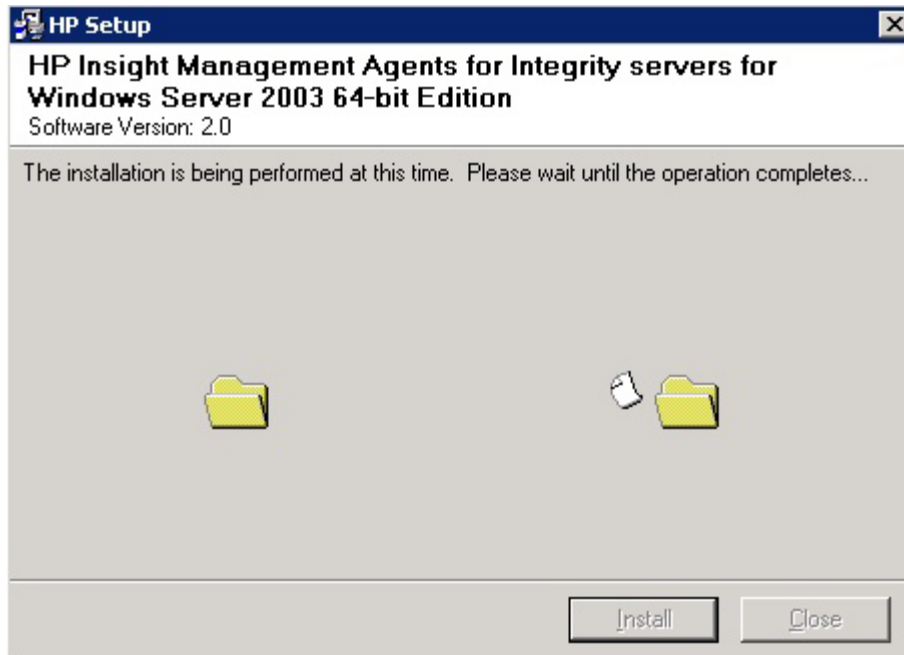 HP Setup
HP Insight Management Agents for Integrity servers for
Windows Server 2003 64-bit Edition
Software Version: 2.0
The installation is being performed at this time.  Please wait until the operation completes...
Install
Close